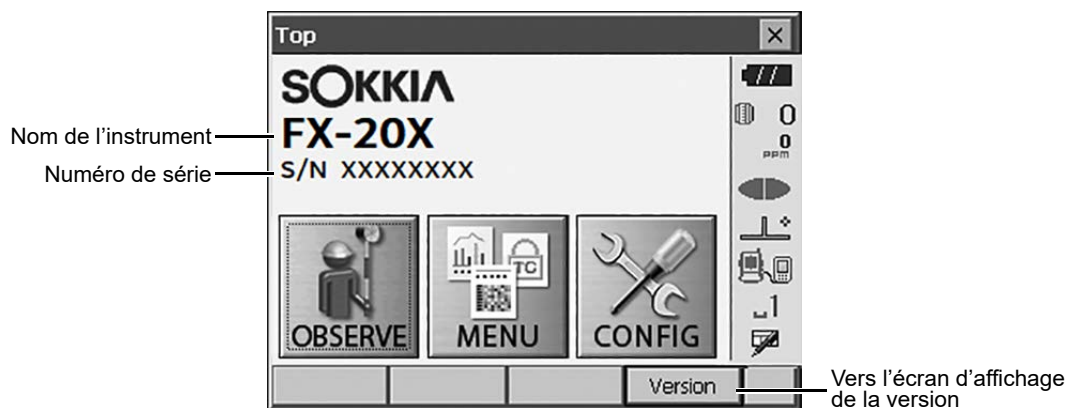 Top
SOKKIA
Nom de l'instrument
FX-20X
Numéro de série
S/N XXXXXXXX
0
0
PPM
TC
OBSERVE
MENU
CONFIG
1
Version
Vers l'écran d'affichage
de la version